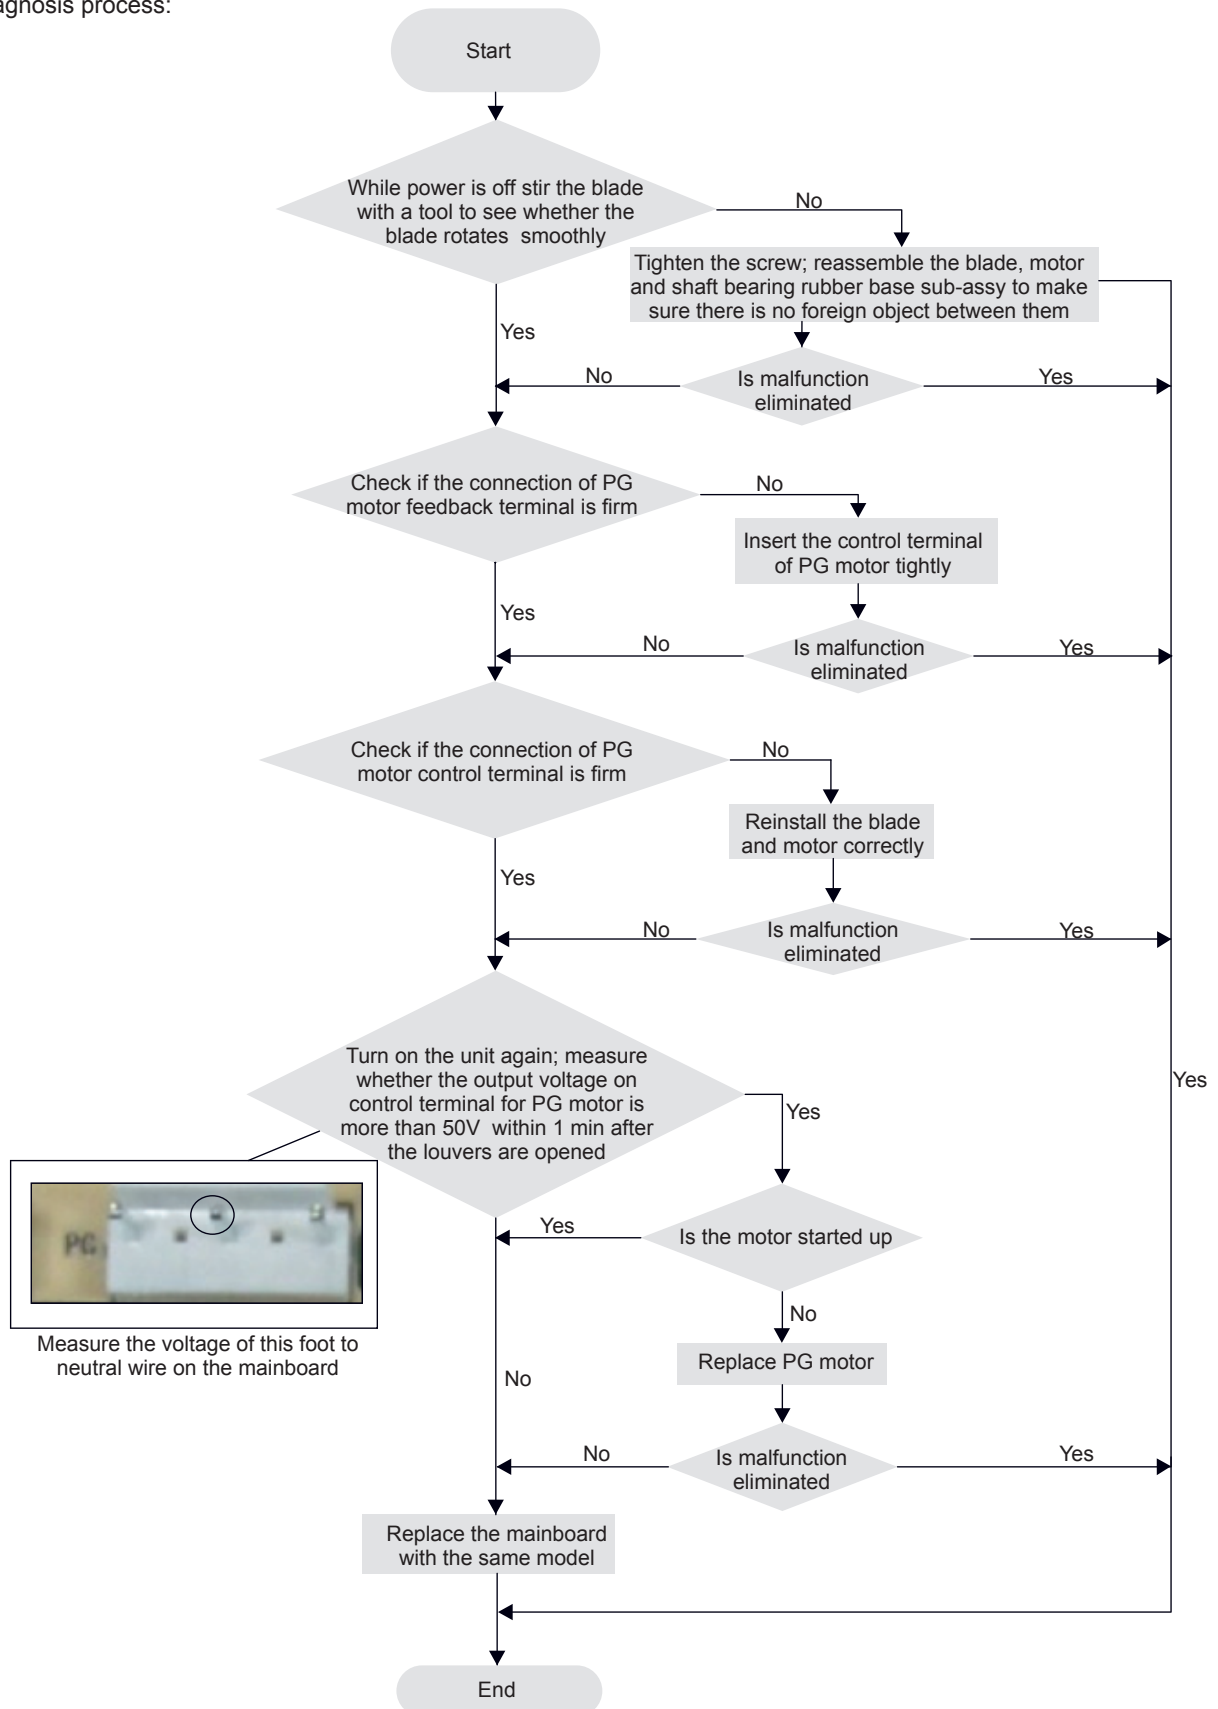 agnosis process:
Start
While power is off stir the blade
with a tool to see whether the
blade rotates smoothly
No
Tighten the screw; reassemble the blade, motor
and shaft bearing rubber base sub-assy to make
sure there is no foreign object between them
Yes
No
Is malfunction
eliminated
Yes
Check if the connection of PG
motor feedback terminal is firm
No
Insert the control terminal
of PG motor tightly
Yes
No
Is malfunction
eliminated
Yes
Check if the connection of PG
motor control terminal is firm
No
Reinstall the blade
and motor correctly
Yes
No
Is malfunction
eliminated
Yes
Turn on the unit again; measure
whether the output voltage on
control terminal for PG motor is
more than 50V within 1 min after
the louvers are opened
Yes
Yes
PG
Measure the voltage of this foot to
neutral wire on the mainboard
Yes
Is the motor started up
No
Replace PG motor
No
No
Is malfunction
eliminated
Yes
Replace the mainboard
with the same model
End